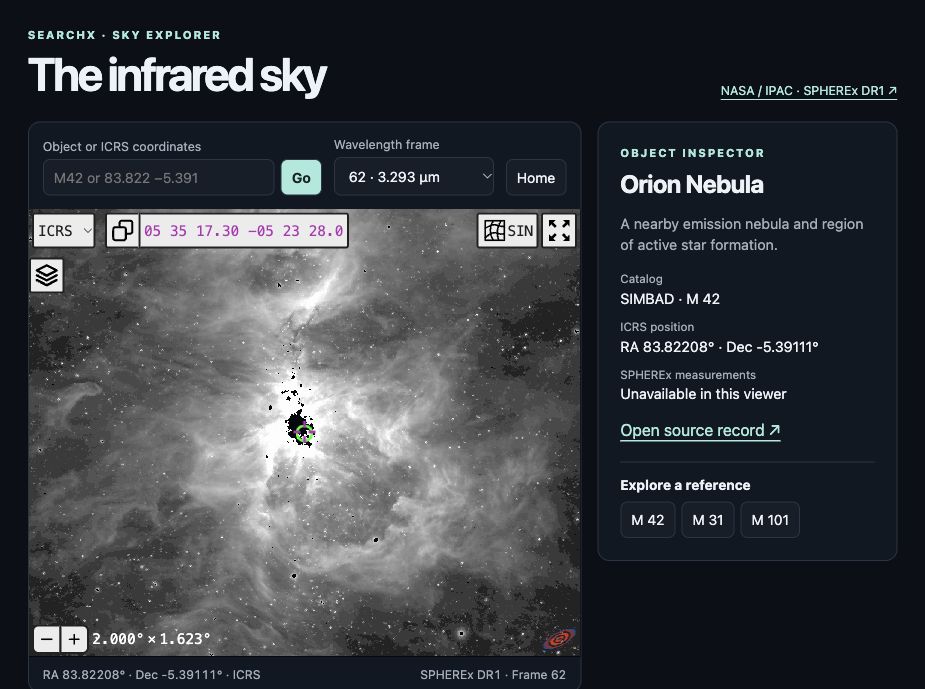 SEARCHX · SKY EXPLORER
The infrared sky
NASA / IPAC · SPHEREx DR1 ↗
Object or ICRS coordinates
M42 or 83.822 −5.391
Go
Wavelength frame
62 · 3.293 μm
Home
ICRS
05 35 17.30 −05 23 28.0
SIN
− + 2.000° × 1.623°
RA 83.82208° · Dec -5.39111° · ICRS
SPHEREx DR1 · Frame 62
OBJECT INSPECTOR
Orion Nebula
A nearby emission nebula and region
of active star formation.
Catalog
SIMBAD · M 42
ICRS position
RA 83.82208° · Dec -5.39111°
SPHEREx measurements
Unavailable in this viewer
Open source record ↗
Explore a reference
M 42
M 31
M 101